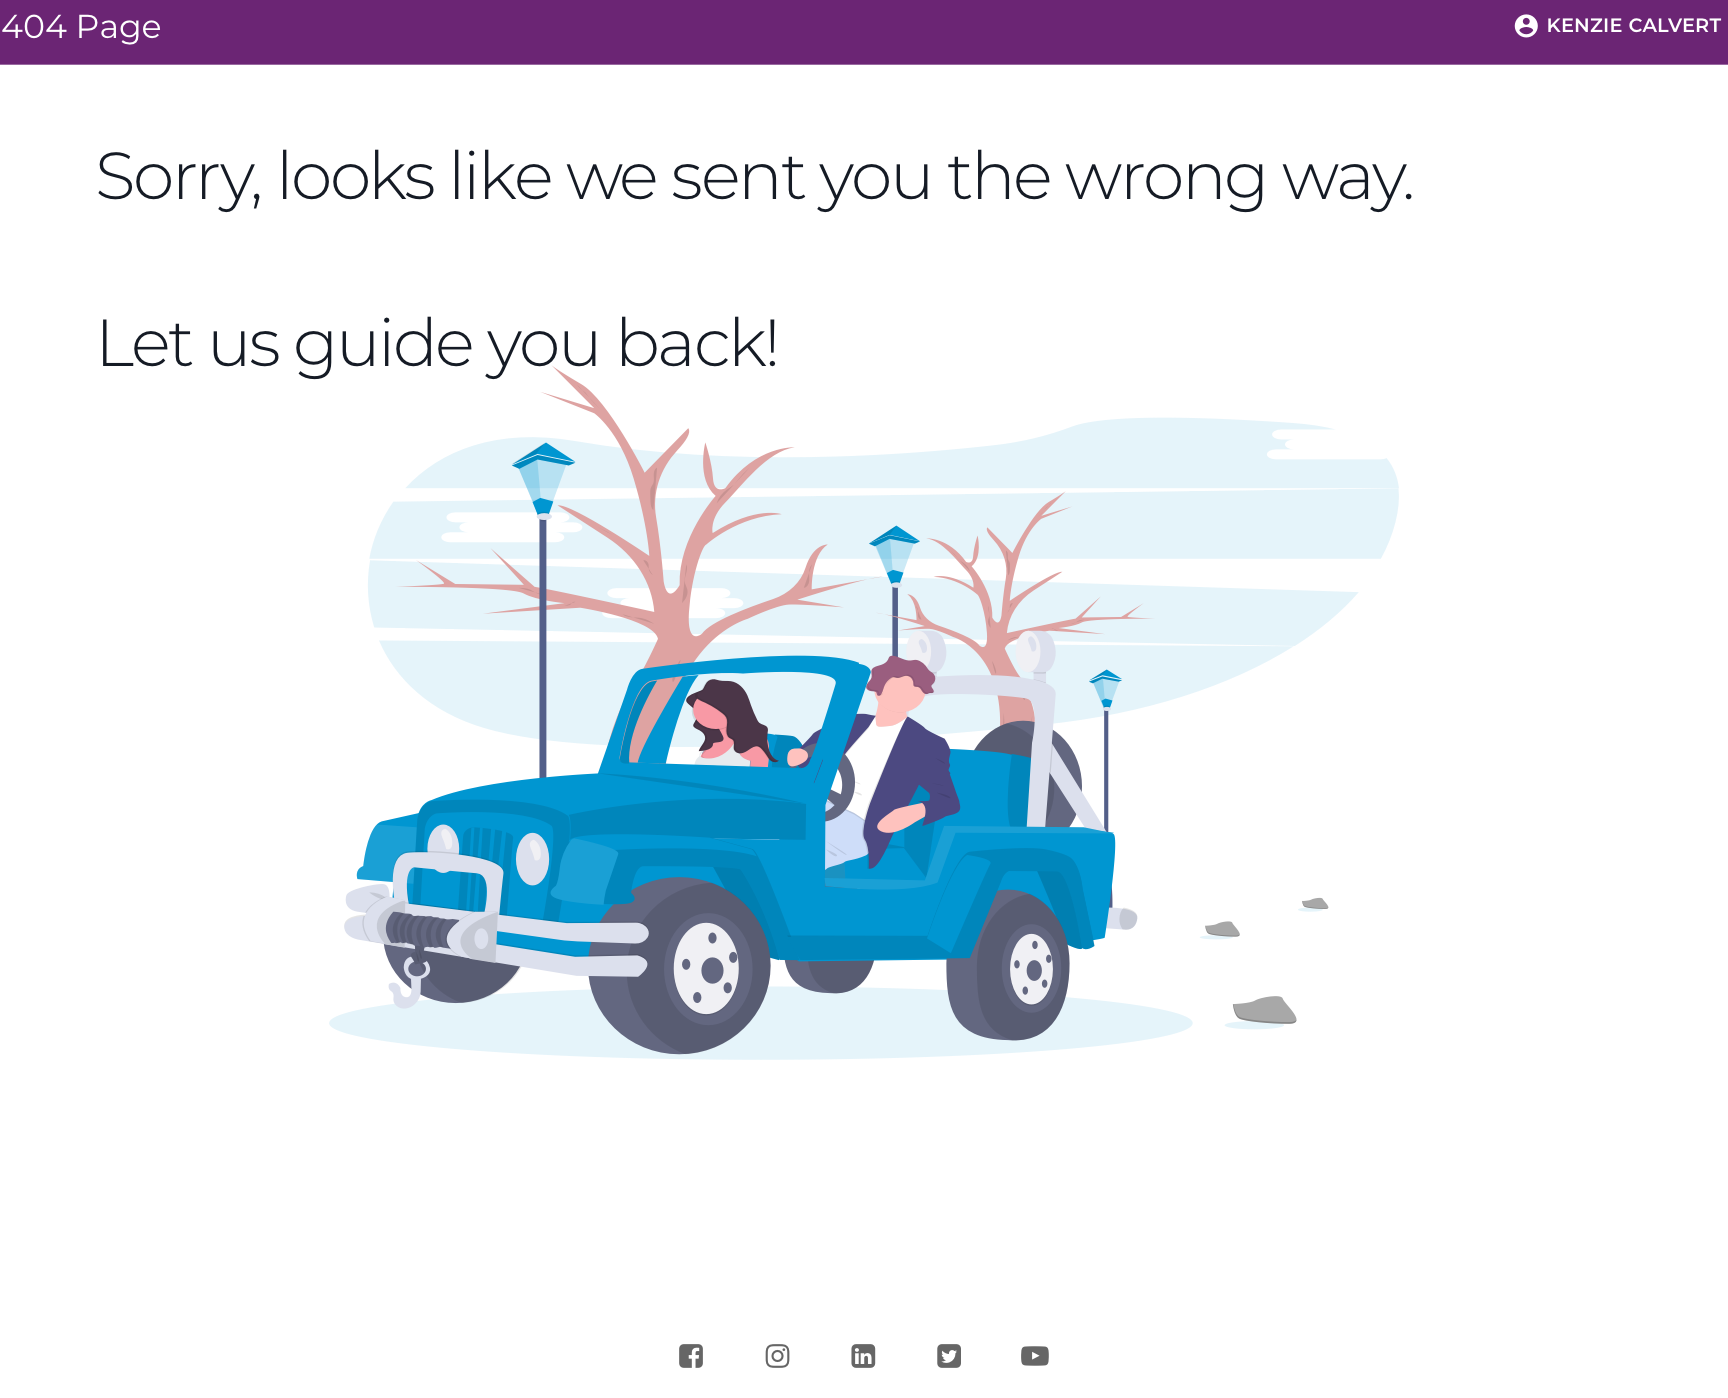 404 Page
KENZIE CALVERT
Sorry, looks like we sent you the wrong way.
Let us guide you back!